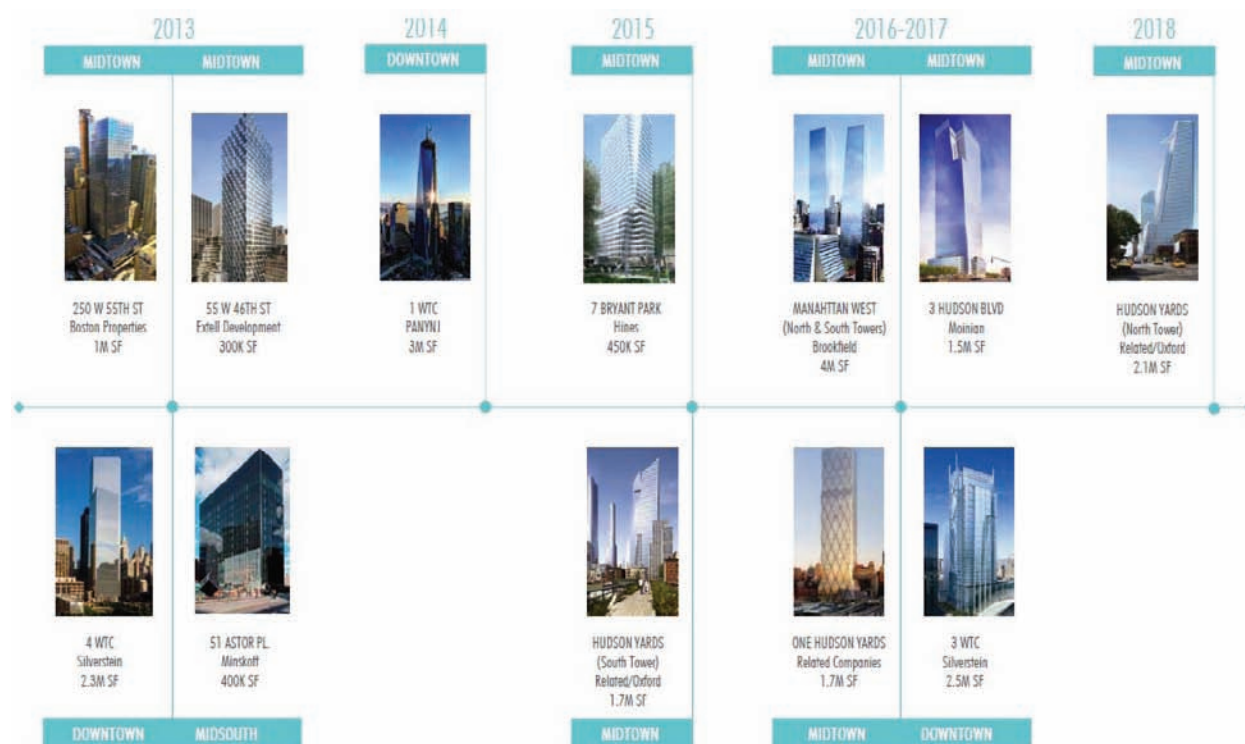 2013
2014
2015
2016-2017
2018
MIDTOWN MIDTOWN
DOWNTOWN
MIDTOWN
MIDTOWN MIDTOWN
MIDTOWN
250 W 55TH ST
Boston Properties
1M SF
55 W 46TH ST
Extell Development
300K SF
1 WTC
PANYNJ
3M SF
7 BRYANT PARK
Hines
450K SF
MANAHTTAN WEST
(North & South Towers)
Brookfield
4M SF
3 HUDSON BLVD
Moinian
1.5M SF
HUDSON YARDS
(North Tower)
Related/Oxford
2.1M SF
4 WTC
Silverstein
2.3M SF
51 ASTOR PL.
Minskoff
400K SF
HUDSON YARDS
(South Tower)
Related/Oxford
1.7M SF
ONE HUDSON YARDS
Related Companies
1.7M SF
3 WTC
Silverstein
2.5M SF
DOWNTOWN MIDSOUTH
MIDTOWN
MIDTOWN DOWNTOWN